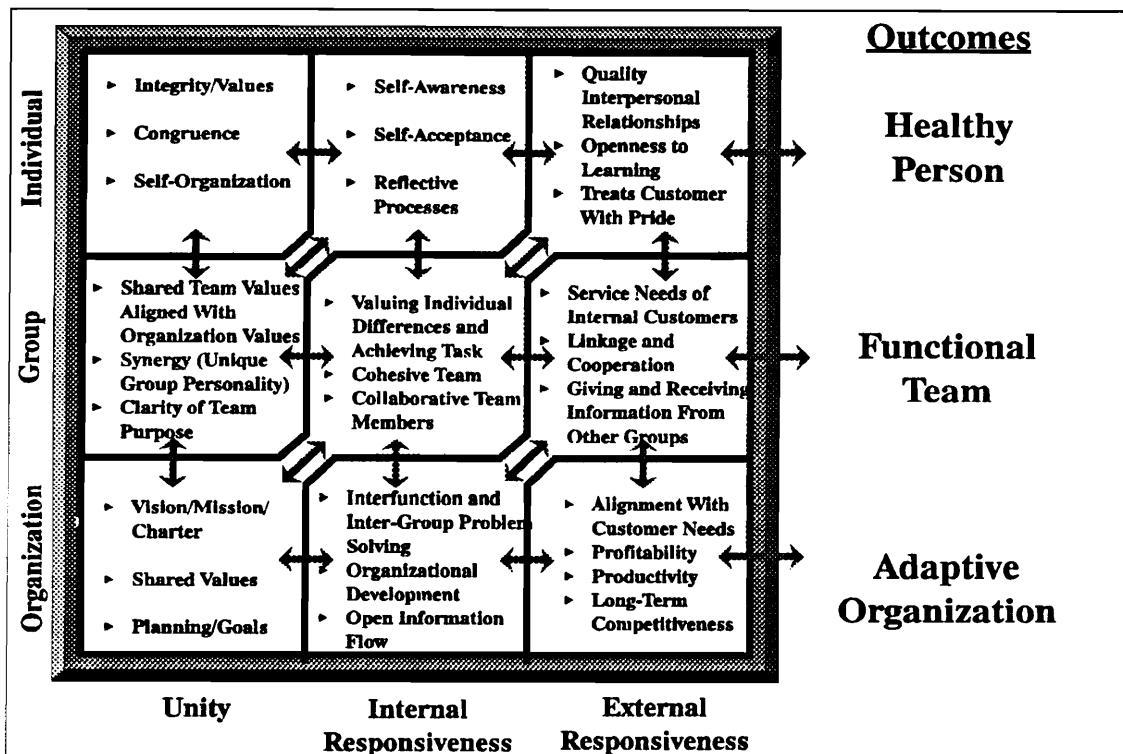 Outcomes
Individual
Integrity/Values
Congruence
Self-Organization
Self-Awareness
Self-Acceptance
Reflective
Processes
Quality
Interpersonal
Relationships
Openness to
Learning
Treats Customer
With Pride
Healthy
Person
Group
Shared Team Values
Aligned With
Organization Values
Synergy (Unique
Group Personality)
Clarity of Team
Purpose
Valuing Individual
Differences and
Achieving Task
Cohesive Team
Collaborative Team
Members
Service Needs of
Internal Customers
Linkage and
Cooperation
Giving and Receiving
Information From
Other Groups
Functional
Team
Organization
Vision/Mission/
Charter
Shared Values
Planning/Goals
Interfunction and
Inter-Group Problem
Solving
Organizational
Development
Open Information
Flow
Alignment With
Customer Needs
Profitability
Productivity
Long-Term
Competitiveness
Adaptive
Organization
Unity
Internal
Responsiveness
External
Responsiveness